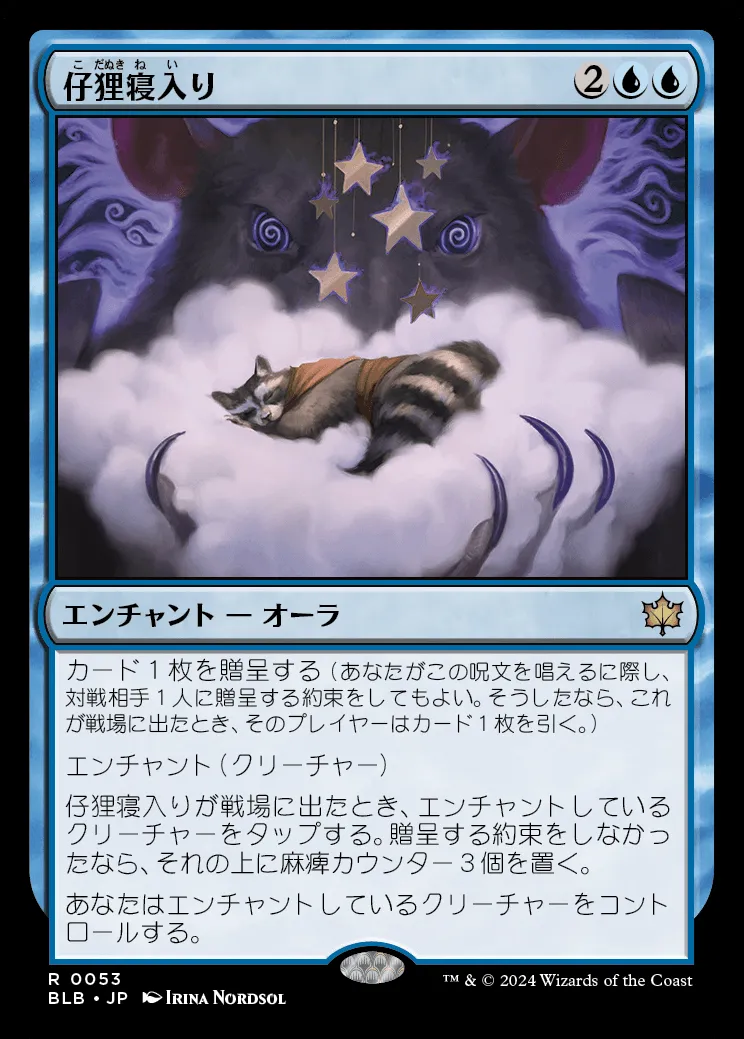 こ だぬき ね い
仔狸寝入り 2
エンチャント — オーラ
カード1枚を贈呈する（あなたがこの呪文を唱えるに際し、
対戦相手1人に贈呈する約束をしてもよい。そうしたなら、これ
が戦場に出たとき、そのプレイヤーはカード1枚を引く。）
エンチャント（クリーチャー）
仔狸寝入りが戦場に出たとき、エンチャントしている
クリーチャーをタップする。贈呈する約束をしなかっ
たなら、それの上に麻痺カウンター3個を置く。
あなたはエンチャントしているクリーチャーをコント
ロールする。
R 0053
BLB • JP Irina Nordsol
™ & © 2024 Wizards of the Coast